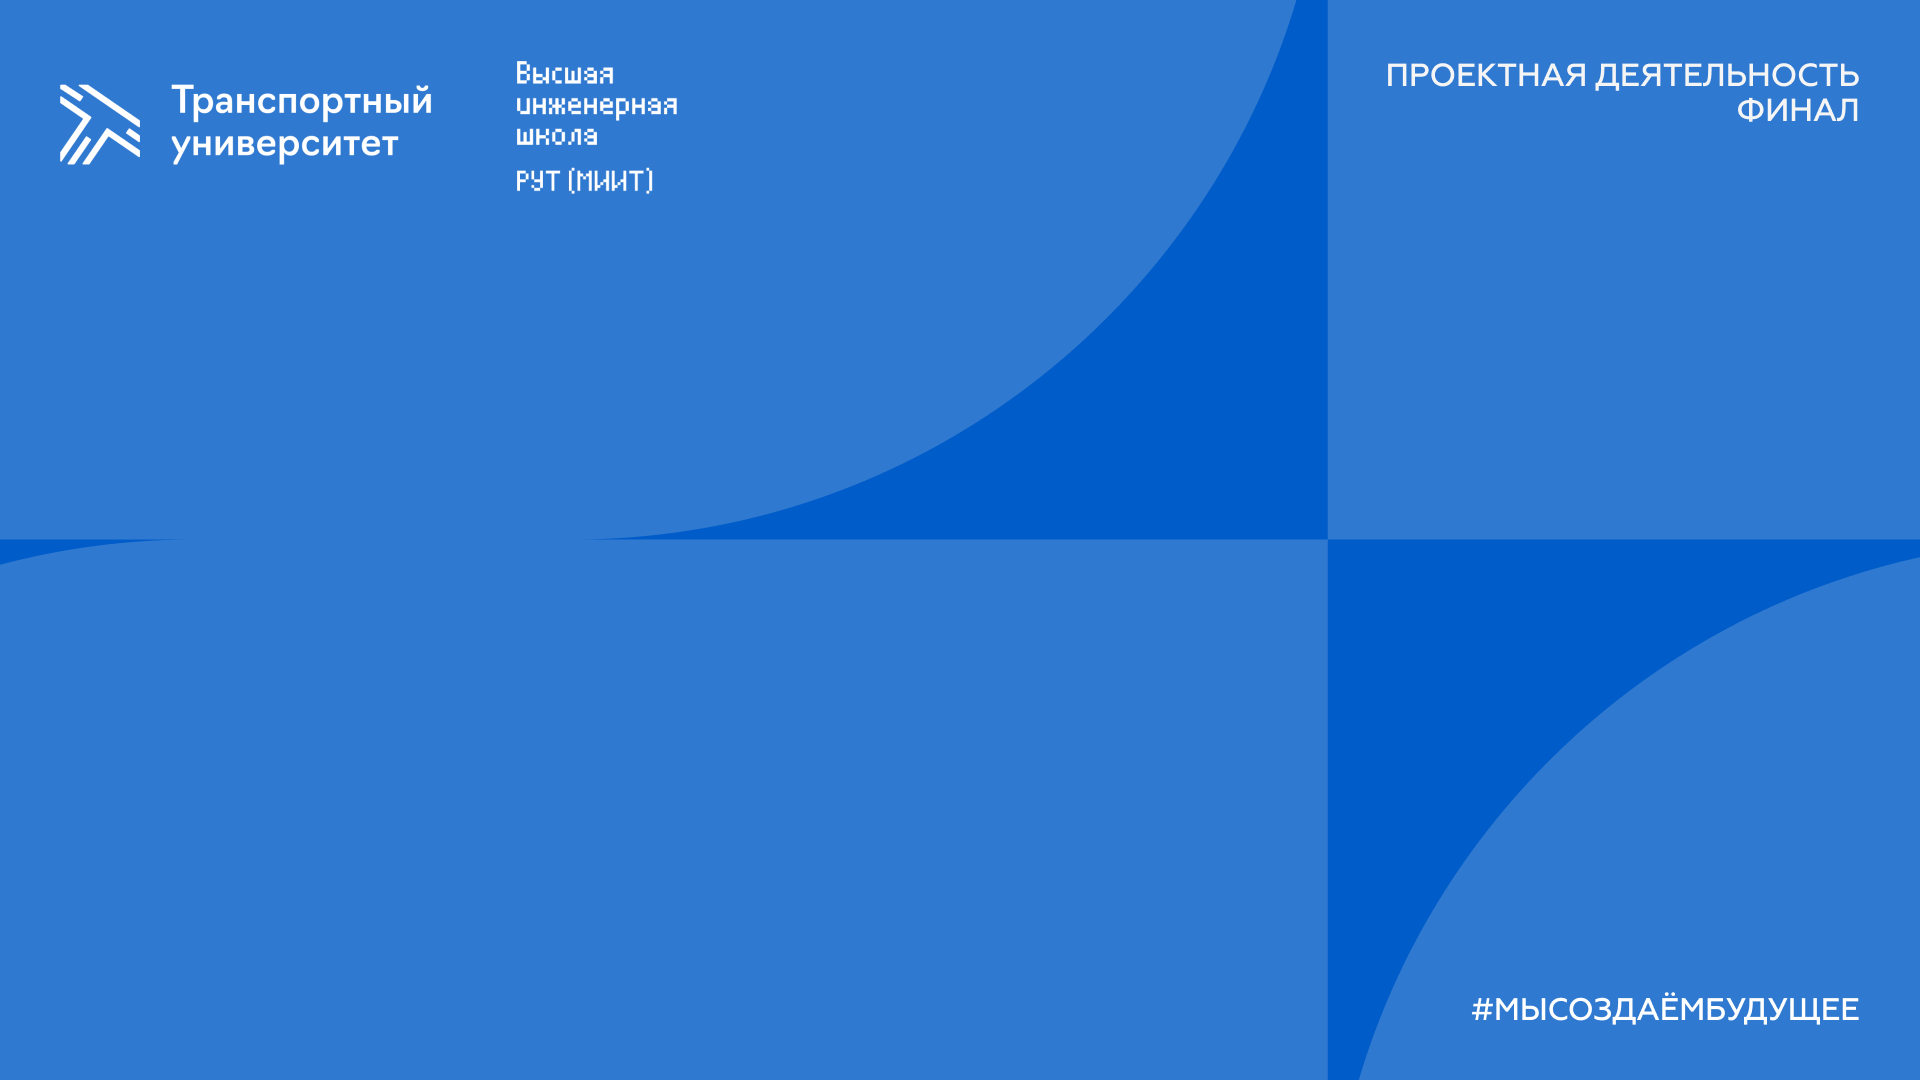 Транспортный
университет
Высшая
инженерная
школа
РУТ (МИИТ)
ПРОЕКТНАЯ ДЕЯТЕЛЬНОСТЬ
ФИНАЛ
#МЫСОЗДАЁМБУДУЩЕЕ